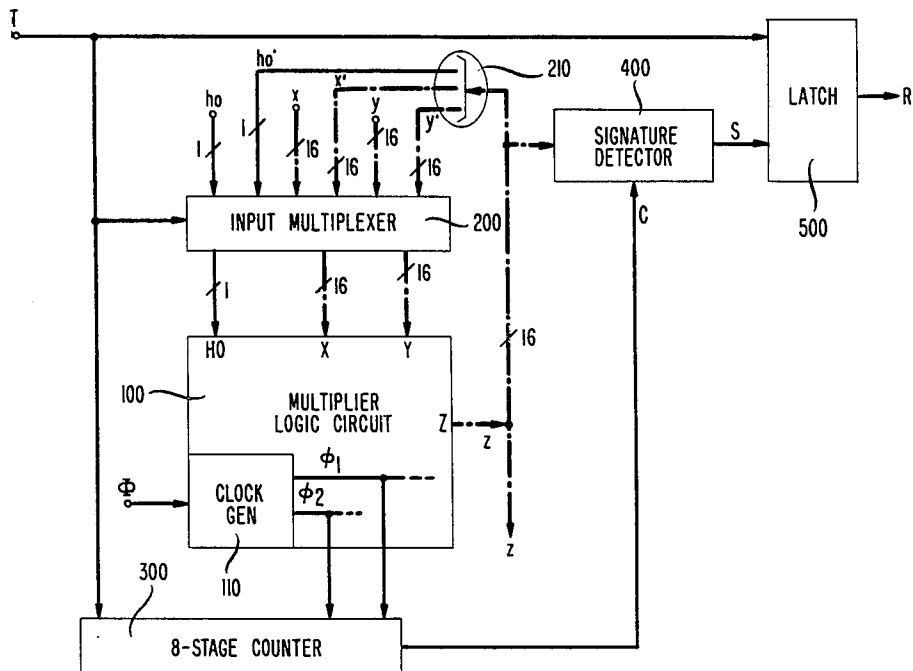 T
ho'
210
400
x'
ho
x
y
y'
1
1
16
16
16
16
SIGNATURE
DETECTOR
S
LATCH
R
500
C
INPUT MULTIPLEXER
200
1
16
16
16
HO
X
Y
100
MULTIPLIER
LOGIC CIRCUIT
Z
z
ϕ1
Φ
CLOCK
GEN
ϕ2
z
110
300
8-STAGE COUNTER